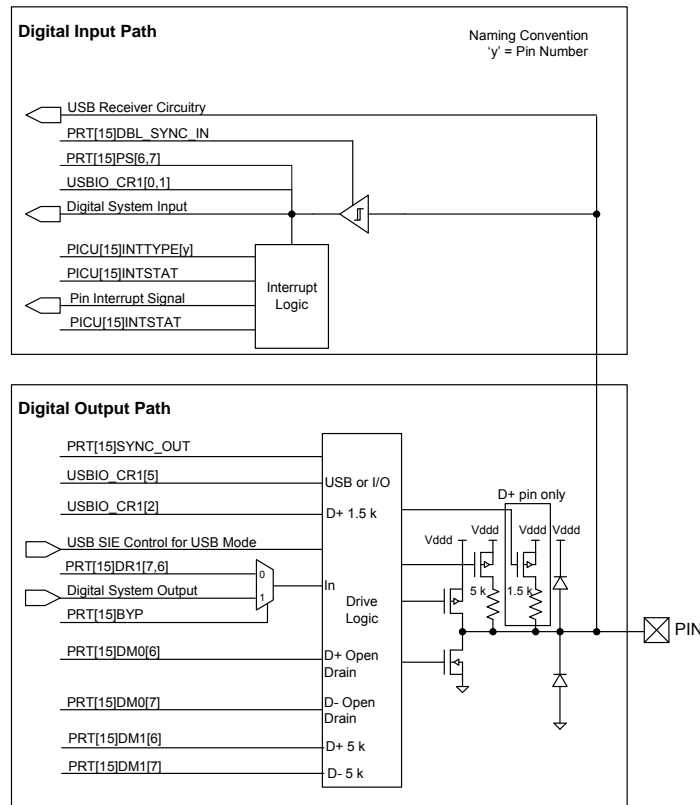 Digital Input Path
Naming Convention
'y' = Pin Number
USB Receiver Circuitry
PRT[15]DBL_SYNC_IN
PRT[15]PS[6,7]
USBIO_CR1[0,1]
Digital System Input
PICU[15]INTTYPE[y]
PICU[15]INTSTAT
Pin Interrupt Signal
PICU[15]INTSTAT
Interrupt
Logic
Digital Output Path
PRT[15]SYNC_OUT
USBIO_CR1[5]
USB or I/O
USBIO_CR1[2]
D+ 1.5 k
D+ pin only
USB SIE Control for USB Mode
Vddd
Vddd
Vddd
Vddd
PRT[15]DR1[7,6]
0
Digital System Output
1
In
PRT[15]BYP
Drive
Logic
5 k
1.5 k
PIN
PRT[15]DM0[6]
D+ Open
Drain
PRT[15]DM0[7]
D- Open
Drain
PRT[15]DM1[6]
D+ 5 k
PRT[15]DM1[7]
D- 5 k